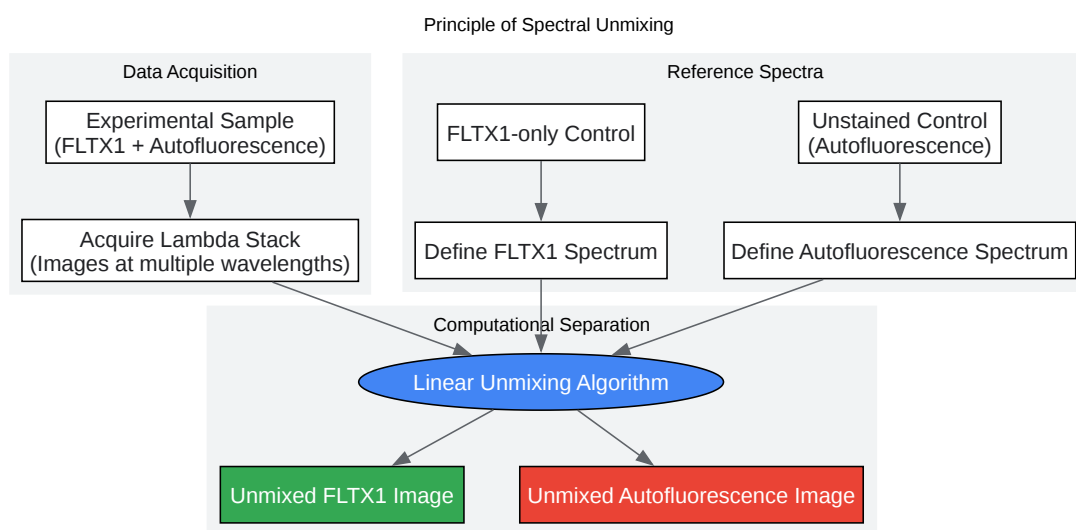 Principle of Spectral Unmixing
Data Acquisition
Experimental Sample
(FLTX1 + Autofluorescence)
Acquire Lambda Stack
(Images at multiple wavelengths)
Reference Spectra
FLTX1-only Control
Unstained Control
(Autofluorescence)
Define FLTX1 Spectrum
Define Autofluorescence Spectrum
Computational Separation
Linear Unmixing Algorithm
Unmixed FLTX1 Image
Unmixed Autofluorescence Image